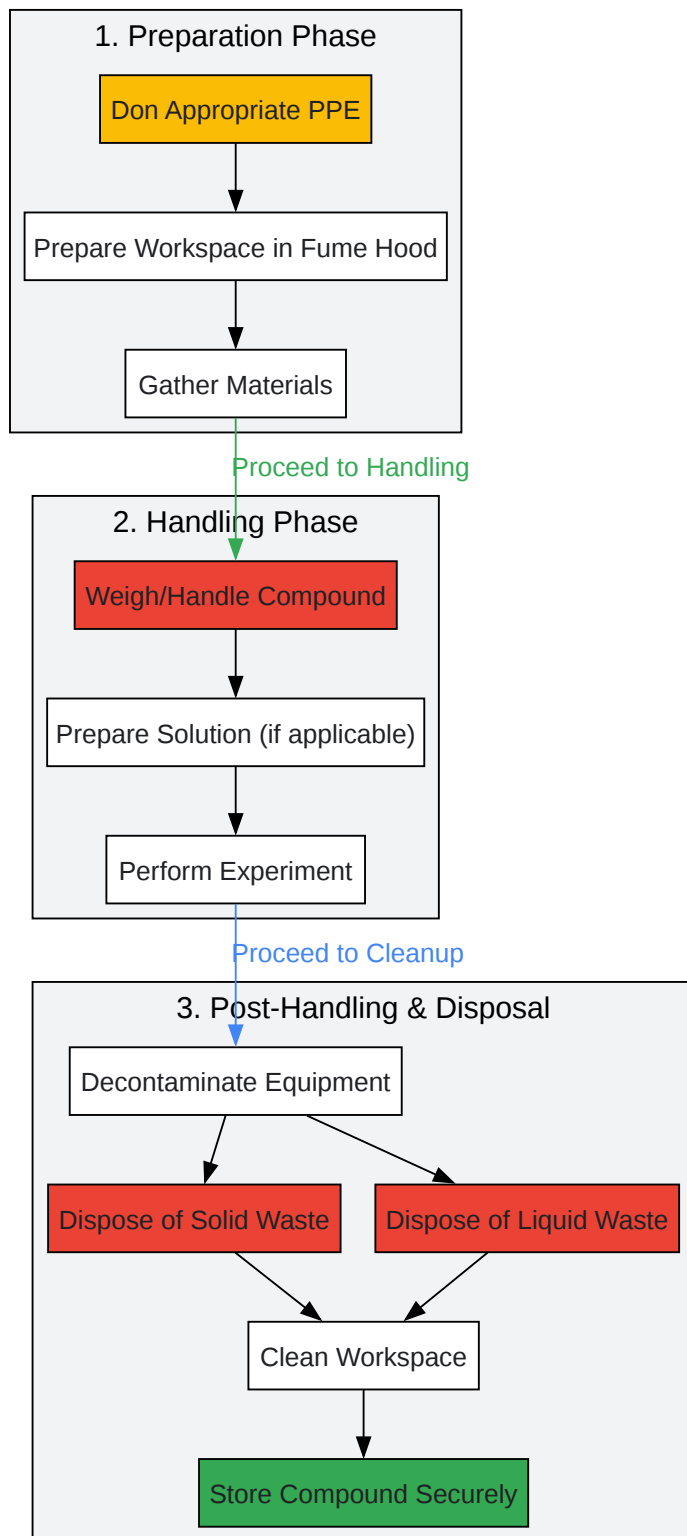 1. Preparation Phase
Don Appropriate PPE
Prepare Workspace in Fume Hood
Gather Materials
Proceed to Handling
2. Handling Phase
Weigh/Handle Compound
Prepare Solution (if applicable)
Perform Experiment
Proceed to Cleanup
3. Post-Handling & Disposal
Decontaminate Equipment
Dispose of Solid Waste
Dispose of Liquid Waste
Clean Workspace
Store Compound Securely